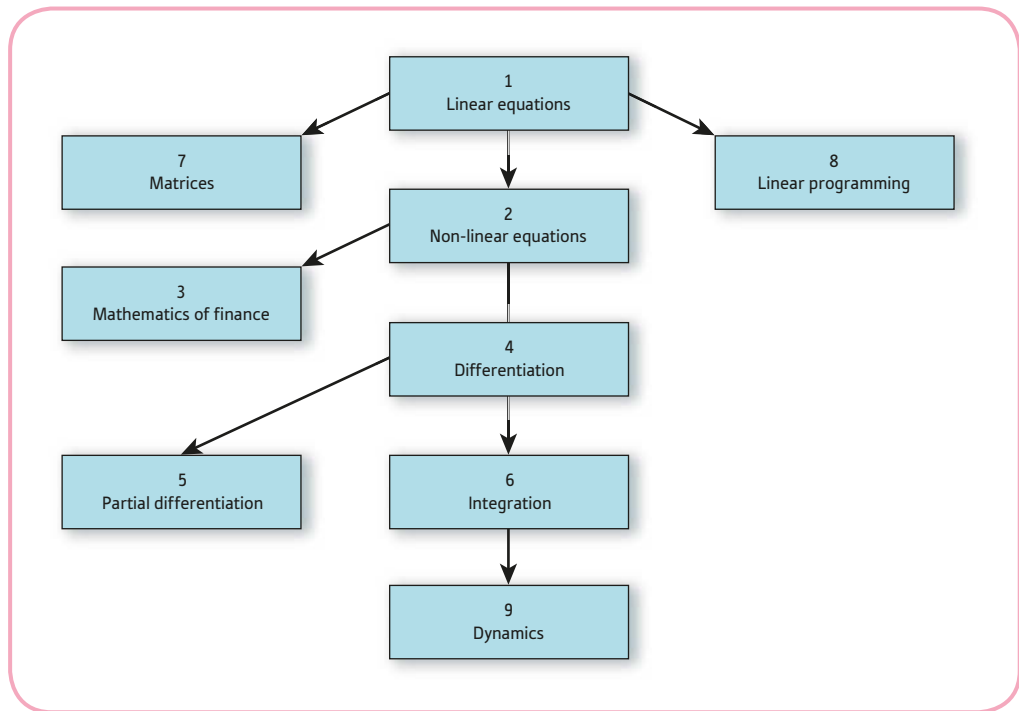 1
Linear equations
7
Matrices
8
Linear programming
2
Non-linear equations
3
Mathematics of finance
4
Differentiation
5
Partial differentiation
6
Integration
9
Dynamics